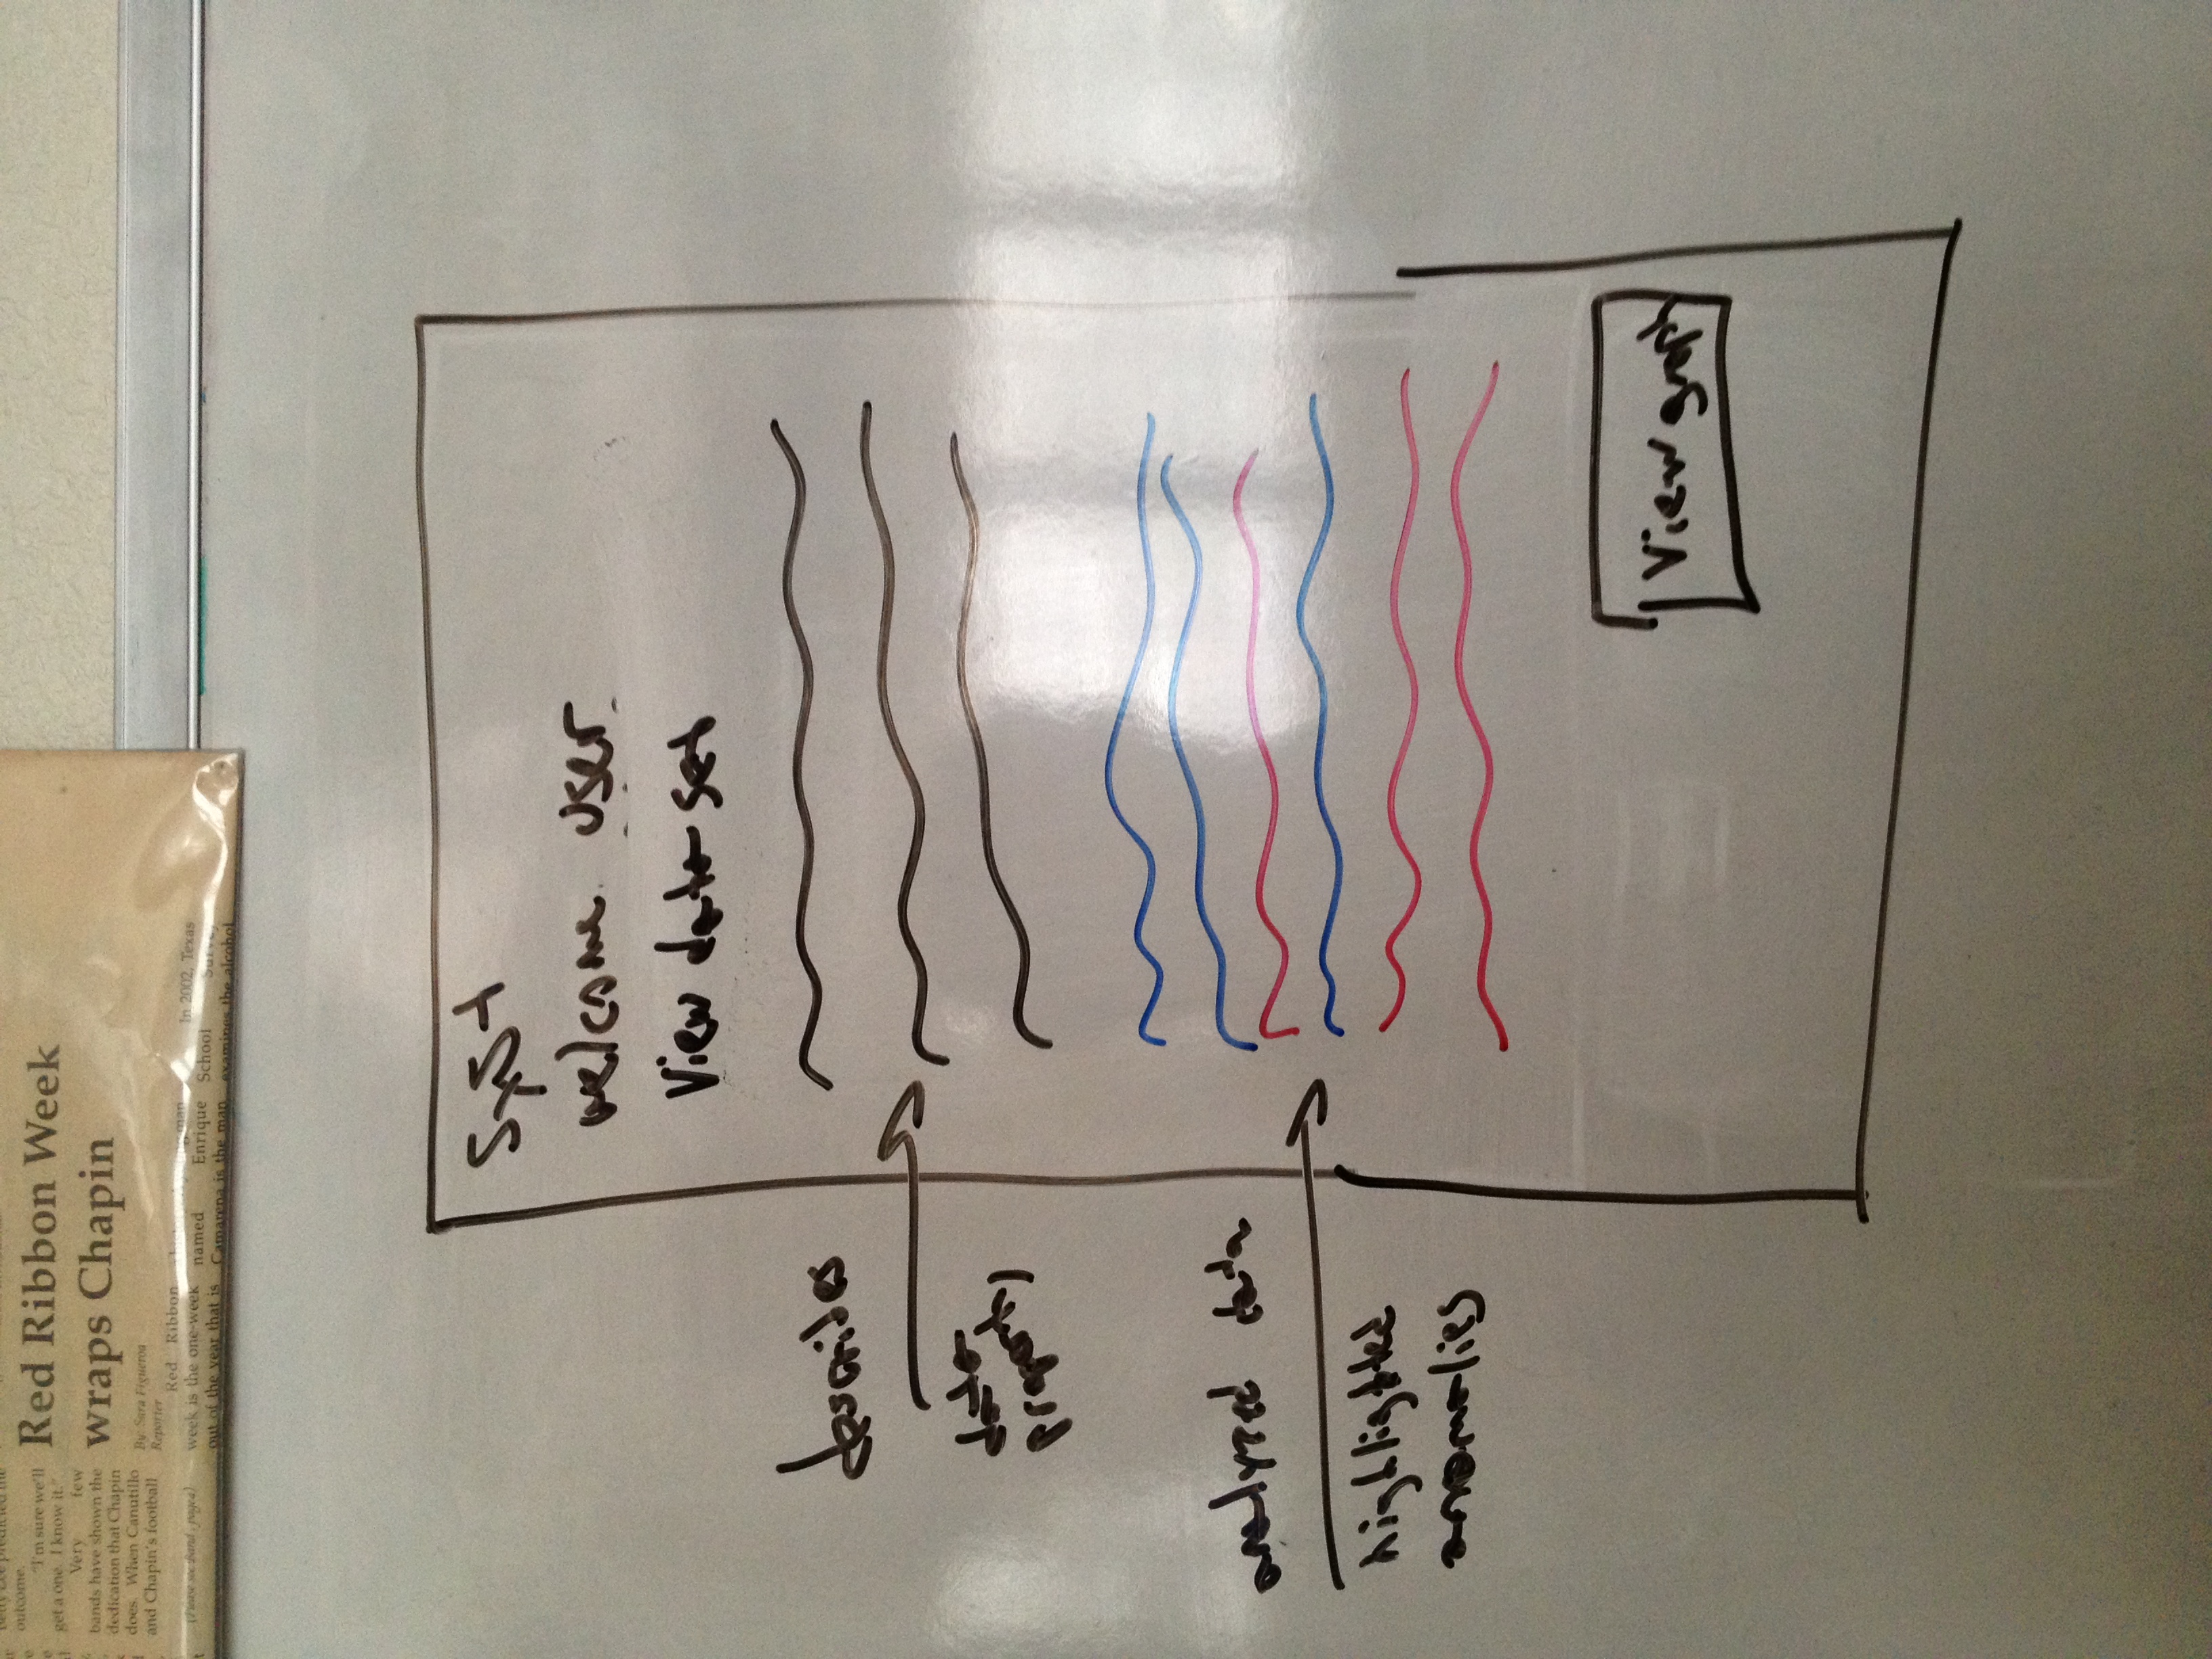 outcome.
"I'm sure we'll
get a one. I know it."
Very few
bands have shown the
dedication that Chapin
does. When Canutillo
and Chapin's football
(Please see Band, page 4)
Red Ribbon Week
wraps Chapin
By: Sara Figueroa
Reporter
Red Ribbon
week is the one-week
out of the year that is
man
named Enrique
Camarena is the man
In 2002, Texas
School Survey
examines the alcohol
SySt
welcome user
View data set
describes
data
property
analyzed data
highlighted
anomalies
View graph